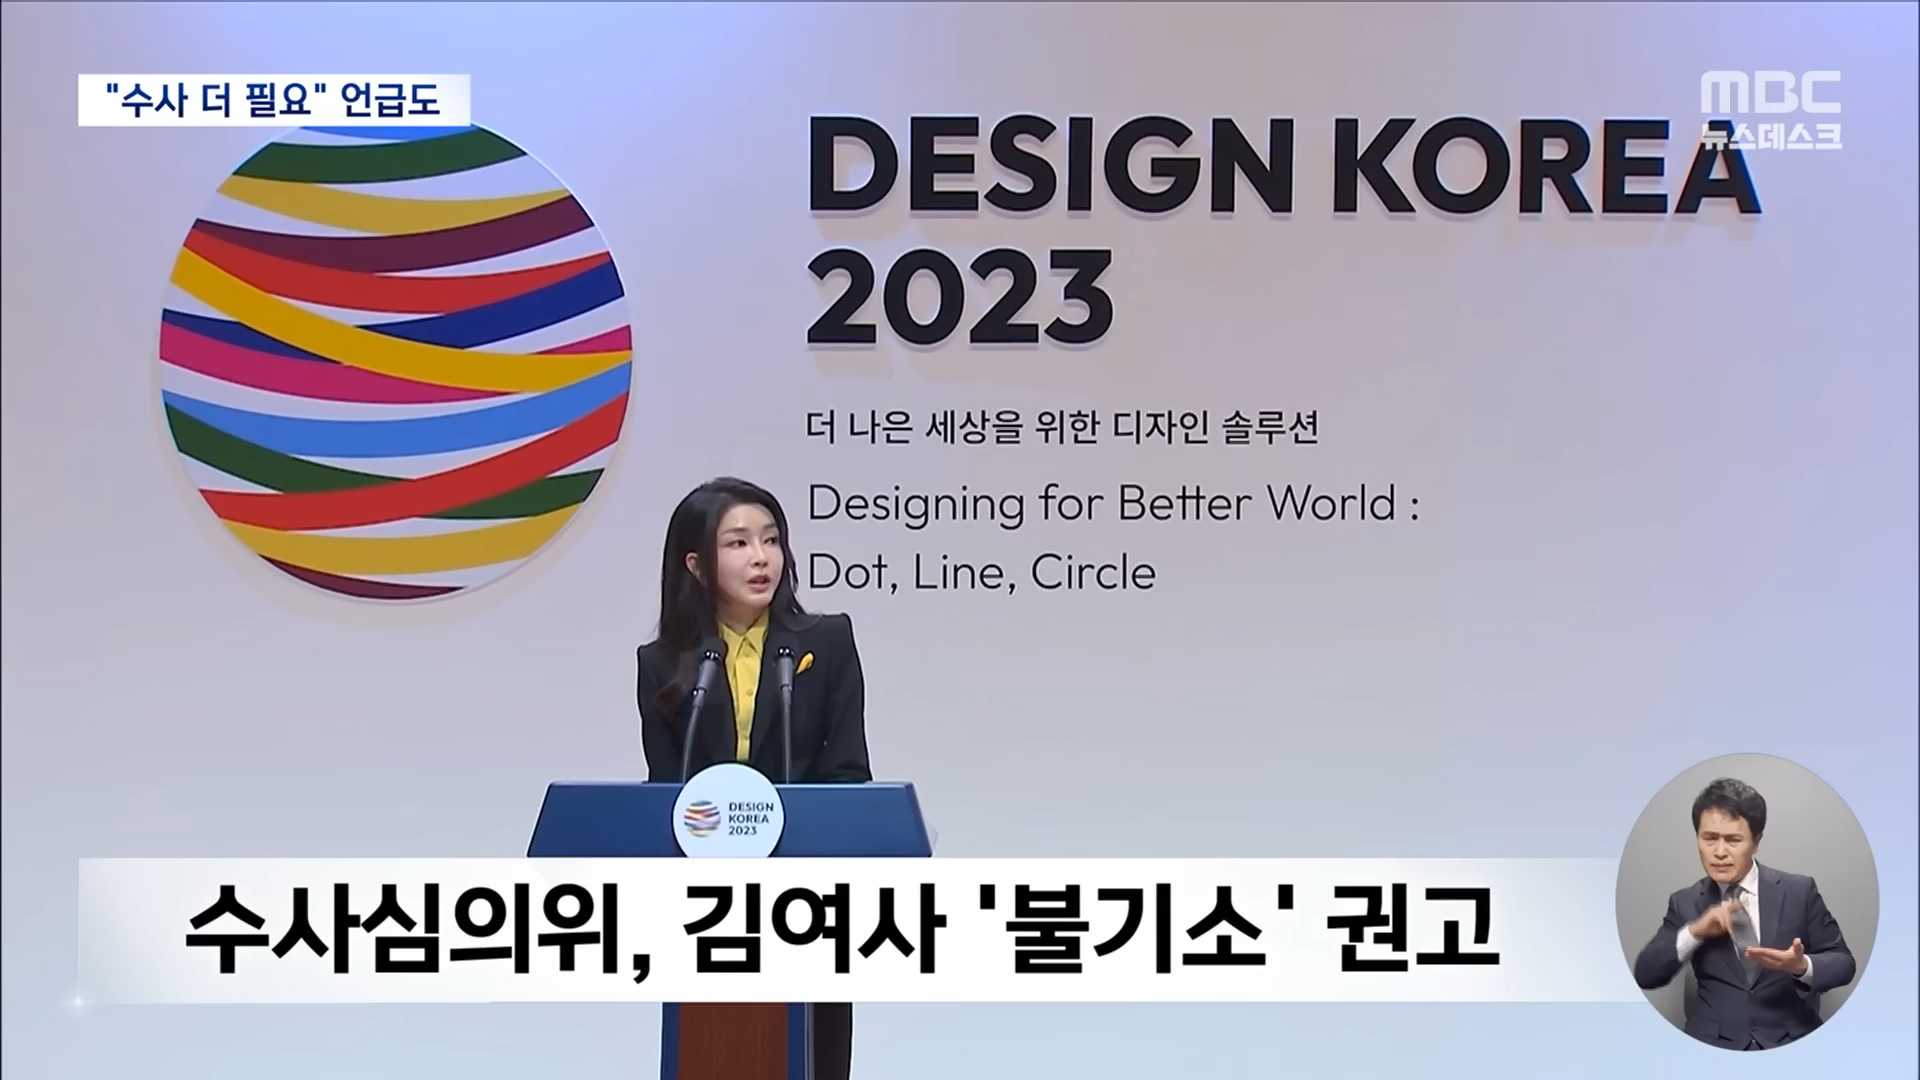 "수사 더 필요" 언급도
MBC
뉴스데스크
DESIGN KOREA
2023
더 나은 세상을 위한 디자인 솔루션
Designing for Better World :
Dot, Line, Circle
DESIGN
KOREA
2023
수사심의위, 김여사 '불기소' 권고